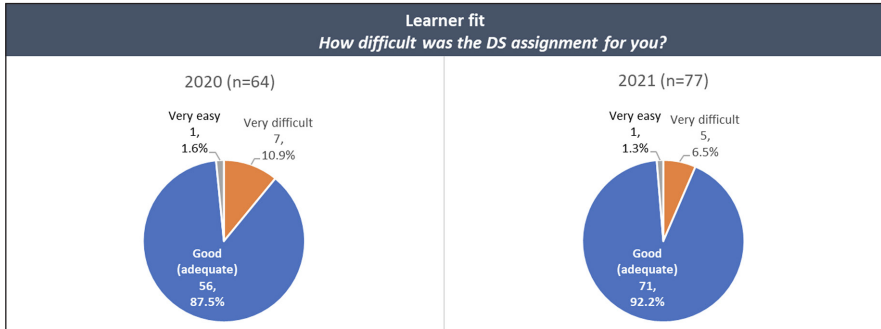 Learner fit
How difficult was the DS assignment for you?
2020 (n=64)
Very easy
1,
1.6%
Very difficult
7,
10.9%
Good
(adequate)
56,
87.5%
2021 (n=77)
Very easy
1,
1.3%
Very difficult
5,
6.5%
Good
(adequate)
71,
92.2%